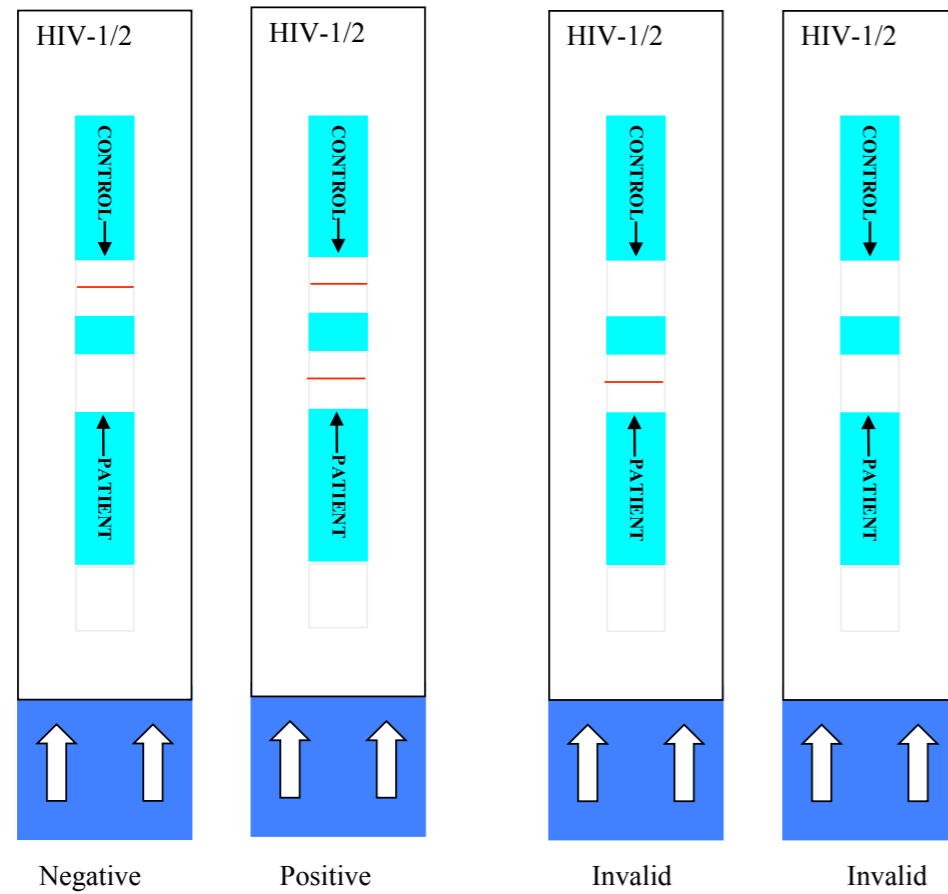 HIV-1/2
CONTROL
PATIENT
Negative
HIV-1/2
CONTROL
PATIENT
Positive
HIV-1/2
CONTROL
PATIENT
Invalid
HIV-1/2
CONTROL
PATIENT
Invalid